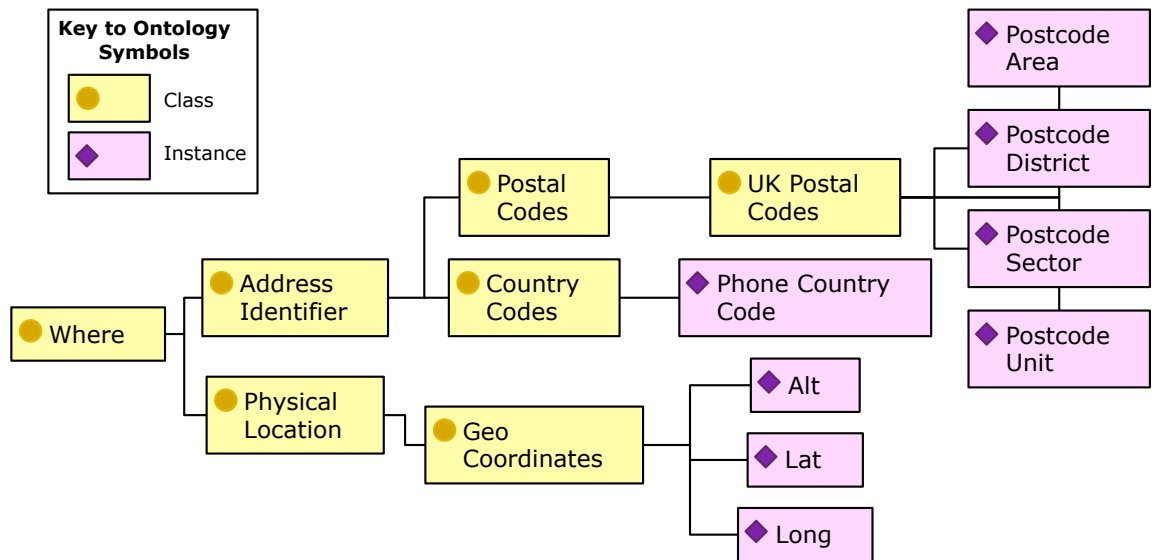 Key to Ontology
Symbols
Class
Instance
Postcode
Area
Postcode
District
Postal
Codes
UK Postal
Codes
Postcode
Sector
Address
Identifier
Country
Codes
Phone Country
Code
Where
Postcode
Unit
Physical
Location
Geo
Coordinates
Alt
Lat
Long